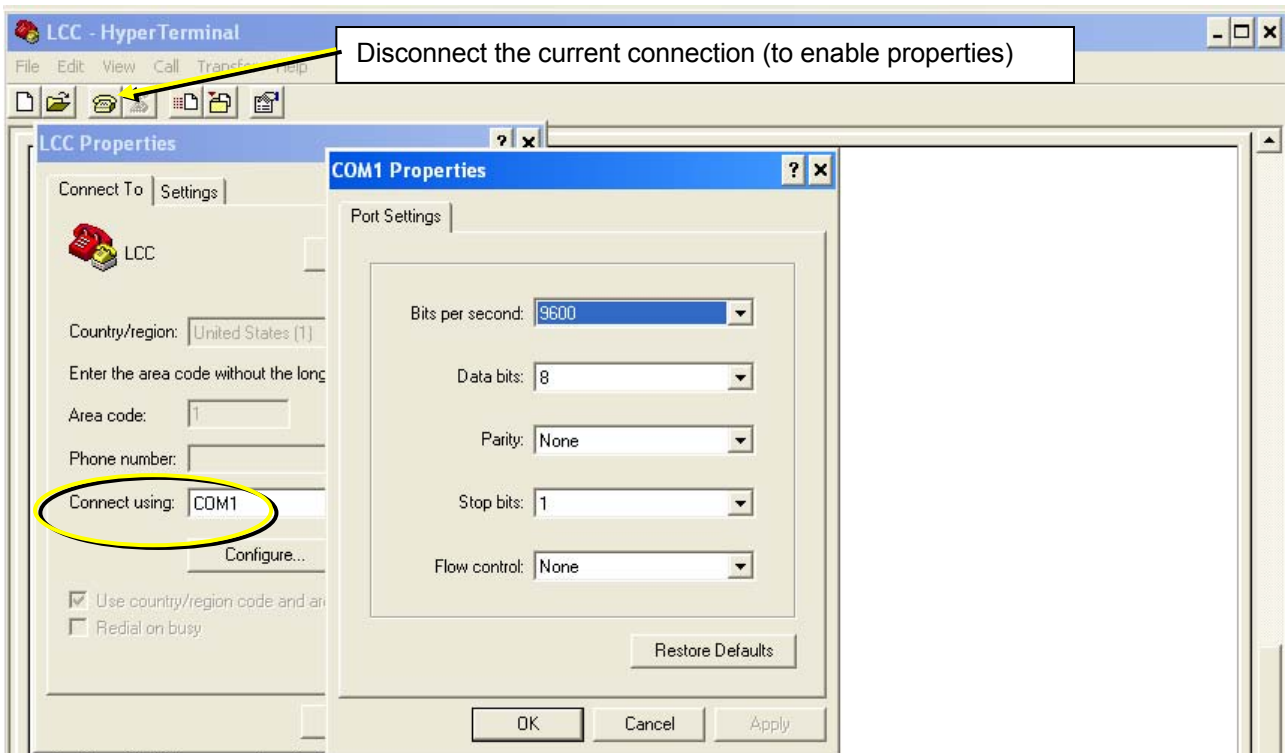 LCC - HyperTerminal
Disconnect the current connection (to enable properties)
File Edit View Call Transfer Help
LCC Properties
COM1 Properties
Connect To Settings
Port Settings
LCC
Bits per second: 9600
Country/region: United States (1)
Enter the area code without the long
Data bits: 8
Area code: 1
Parity: None
Phone number:
Connect using: COM1
Stop bits: 1
Configure...
Flow control: None
Use country/region code and ar
Redial on busy
Restore Defaults
OK Cancel Apply